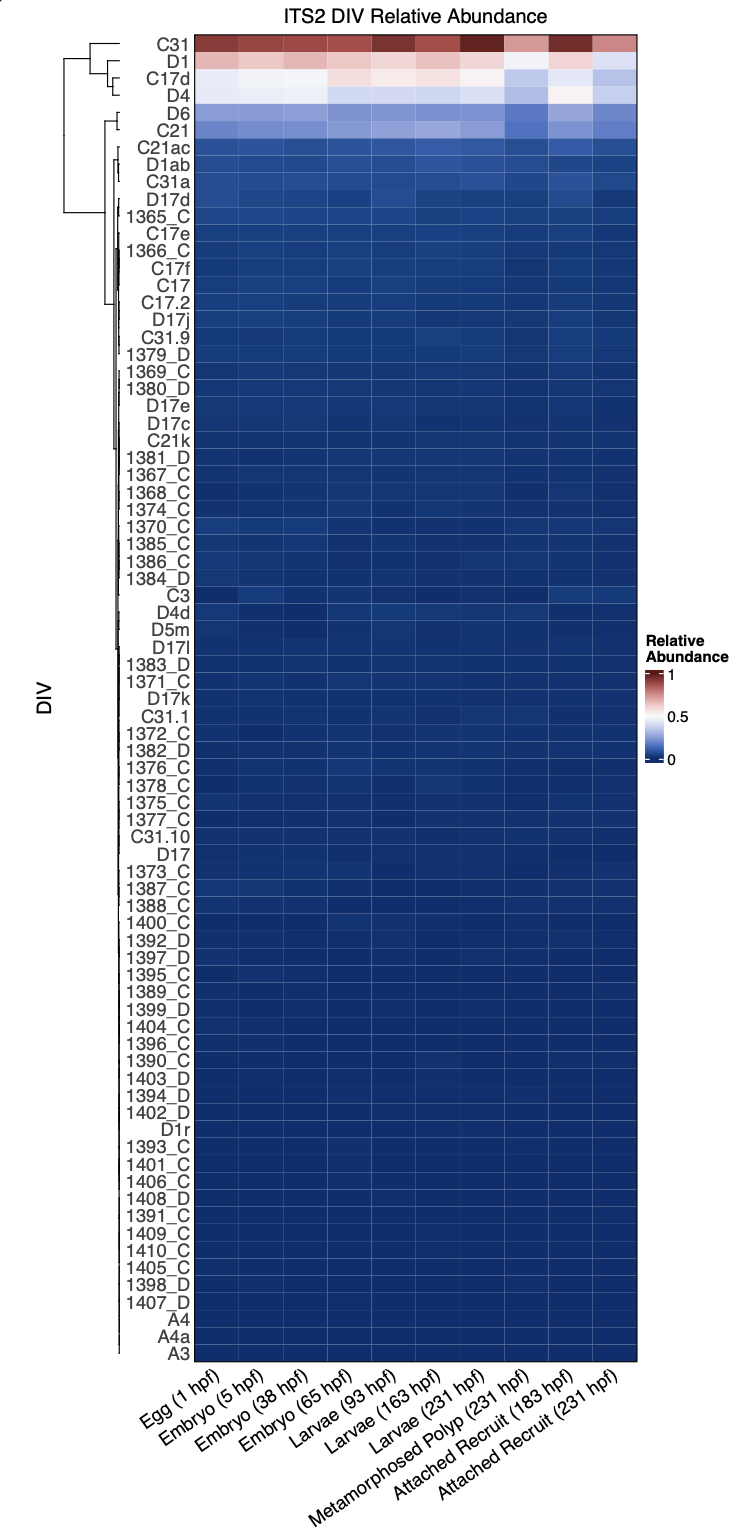 ITS2 DIV Relative Abundance
C31
D1
C17d
D4
D6
C21
C21ac
D1ab
C31a
D17d
1365_C
C17e
1366_C
C17f
C17
C17.2
D17j
C31.9
1379_D
1369_C
1380_D
D17e
D17c
C21k
1381_D
1367_C
1368_C
1374_C
1370_C
1385_C
1386_C
1384_D
C3
D4d
D5m
D17l
1383_D
1371_C
D17k
C31.1
1372_C
1382_D
1376_C
1378_C
1375_C
1377_C
C31.10
D17
1373_C
1387_C
1388_C
1400_C
1392_D
1397_D
1395_C
1389_C
1399_D
1404_C
1396_C
1390_C
1403_D
1394_D
1402_D
D1r
1393_C
1401_C
1406_C
1408_D
1391_C
1409_C
1410_C
1405_C
1398_D
1407_D
A4
A4a
A3
DIV
Relative
Abundance
1
0.5
0
Egg (1 hpf)
Embryo (5 hpf)
Embryo (38 hpf)
Embryo (65 hpf)
Larvae (93 hpf)
Larvae (163 hpf)
Larvae (231 hpf)
Metamorphosed Polyp (231 hpf)
Attached Recruit (183 hpf)
Attached Recruit (231 hpf)